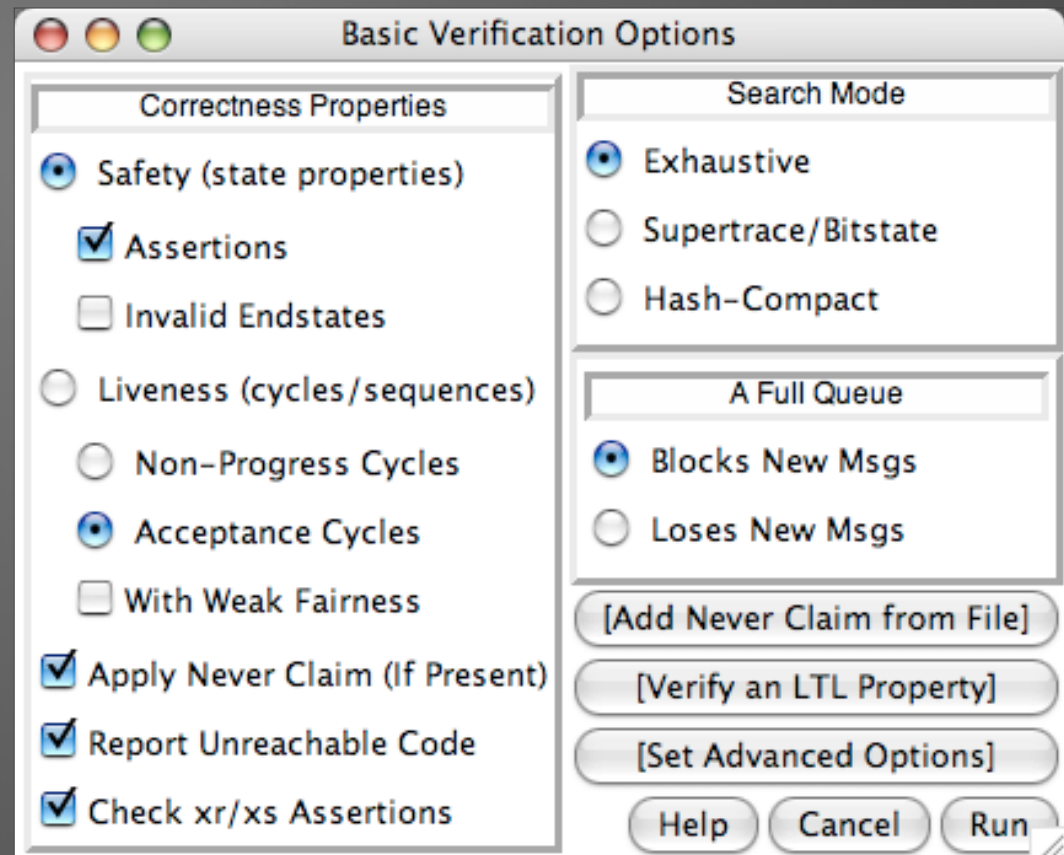 Basic Verification Options
Correctness Properties
Safety (state properties)
Assertions
Invalid Endstates
Liveness (cycles/sequences)
Non-Progress Cycles
Acceptance Cycles
With Weak Fairness
Apply Never Claim (If Present)
Report Unreachable Code
Check xr/xs Assertions
Search Mode
Exhaustive
Supertrace/Bitstate
Hash-Compact
A Full Queue
Blocks New Msgs
Loses New Msgs
[Add Never Claim from File]
[Verify an LTL Property]
[Set Advanced Options]
Help Cancel Run